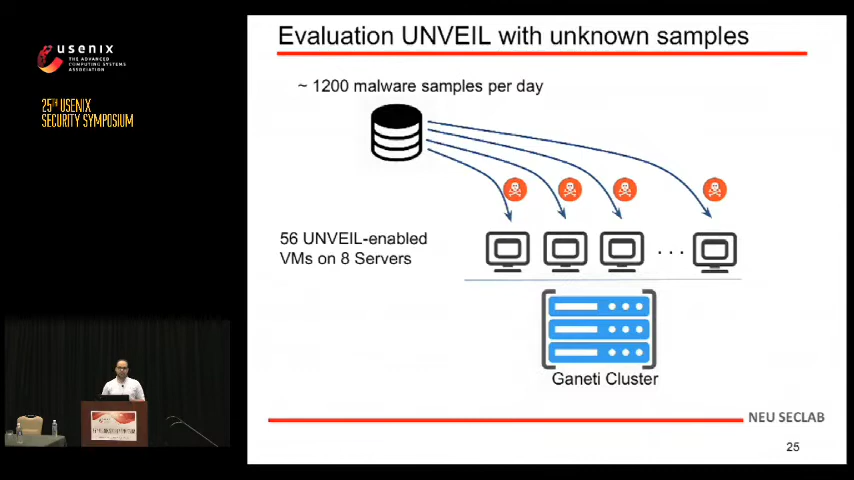 usenix
THE ADVANCED
COMPUTING SYSTEMS
ASSOCIATION
25TH USENIX
SECURITY SYMPOSIUM
Evaluation UNVEIL with unknown samples
~ 1200 malware samples per day
56 UNVEIL-enabled
VMs on 8 Servers
. . .
Ganeti Cluster
NEU SECLAB
25